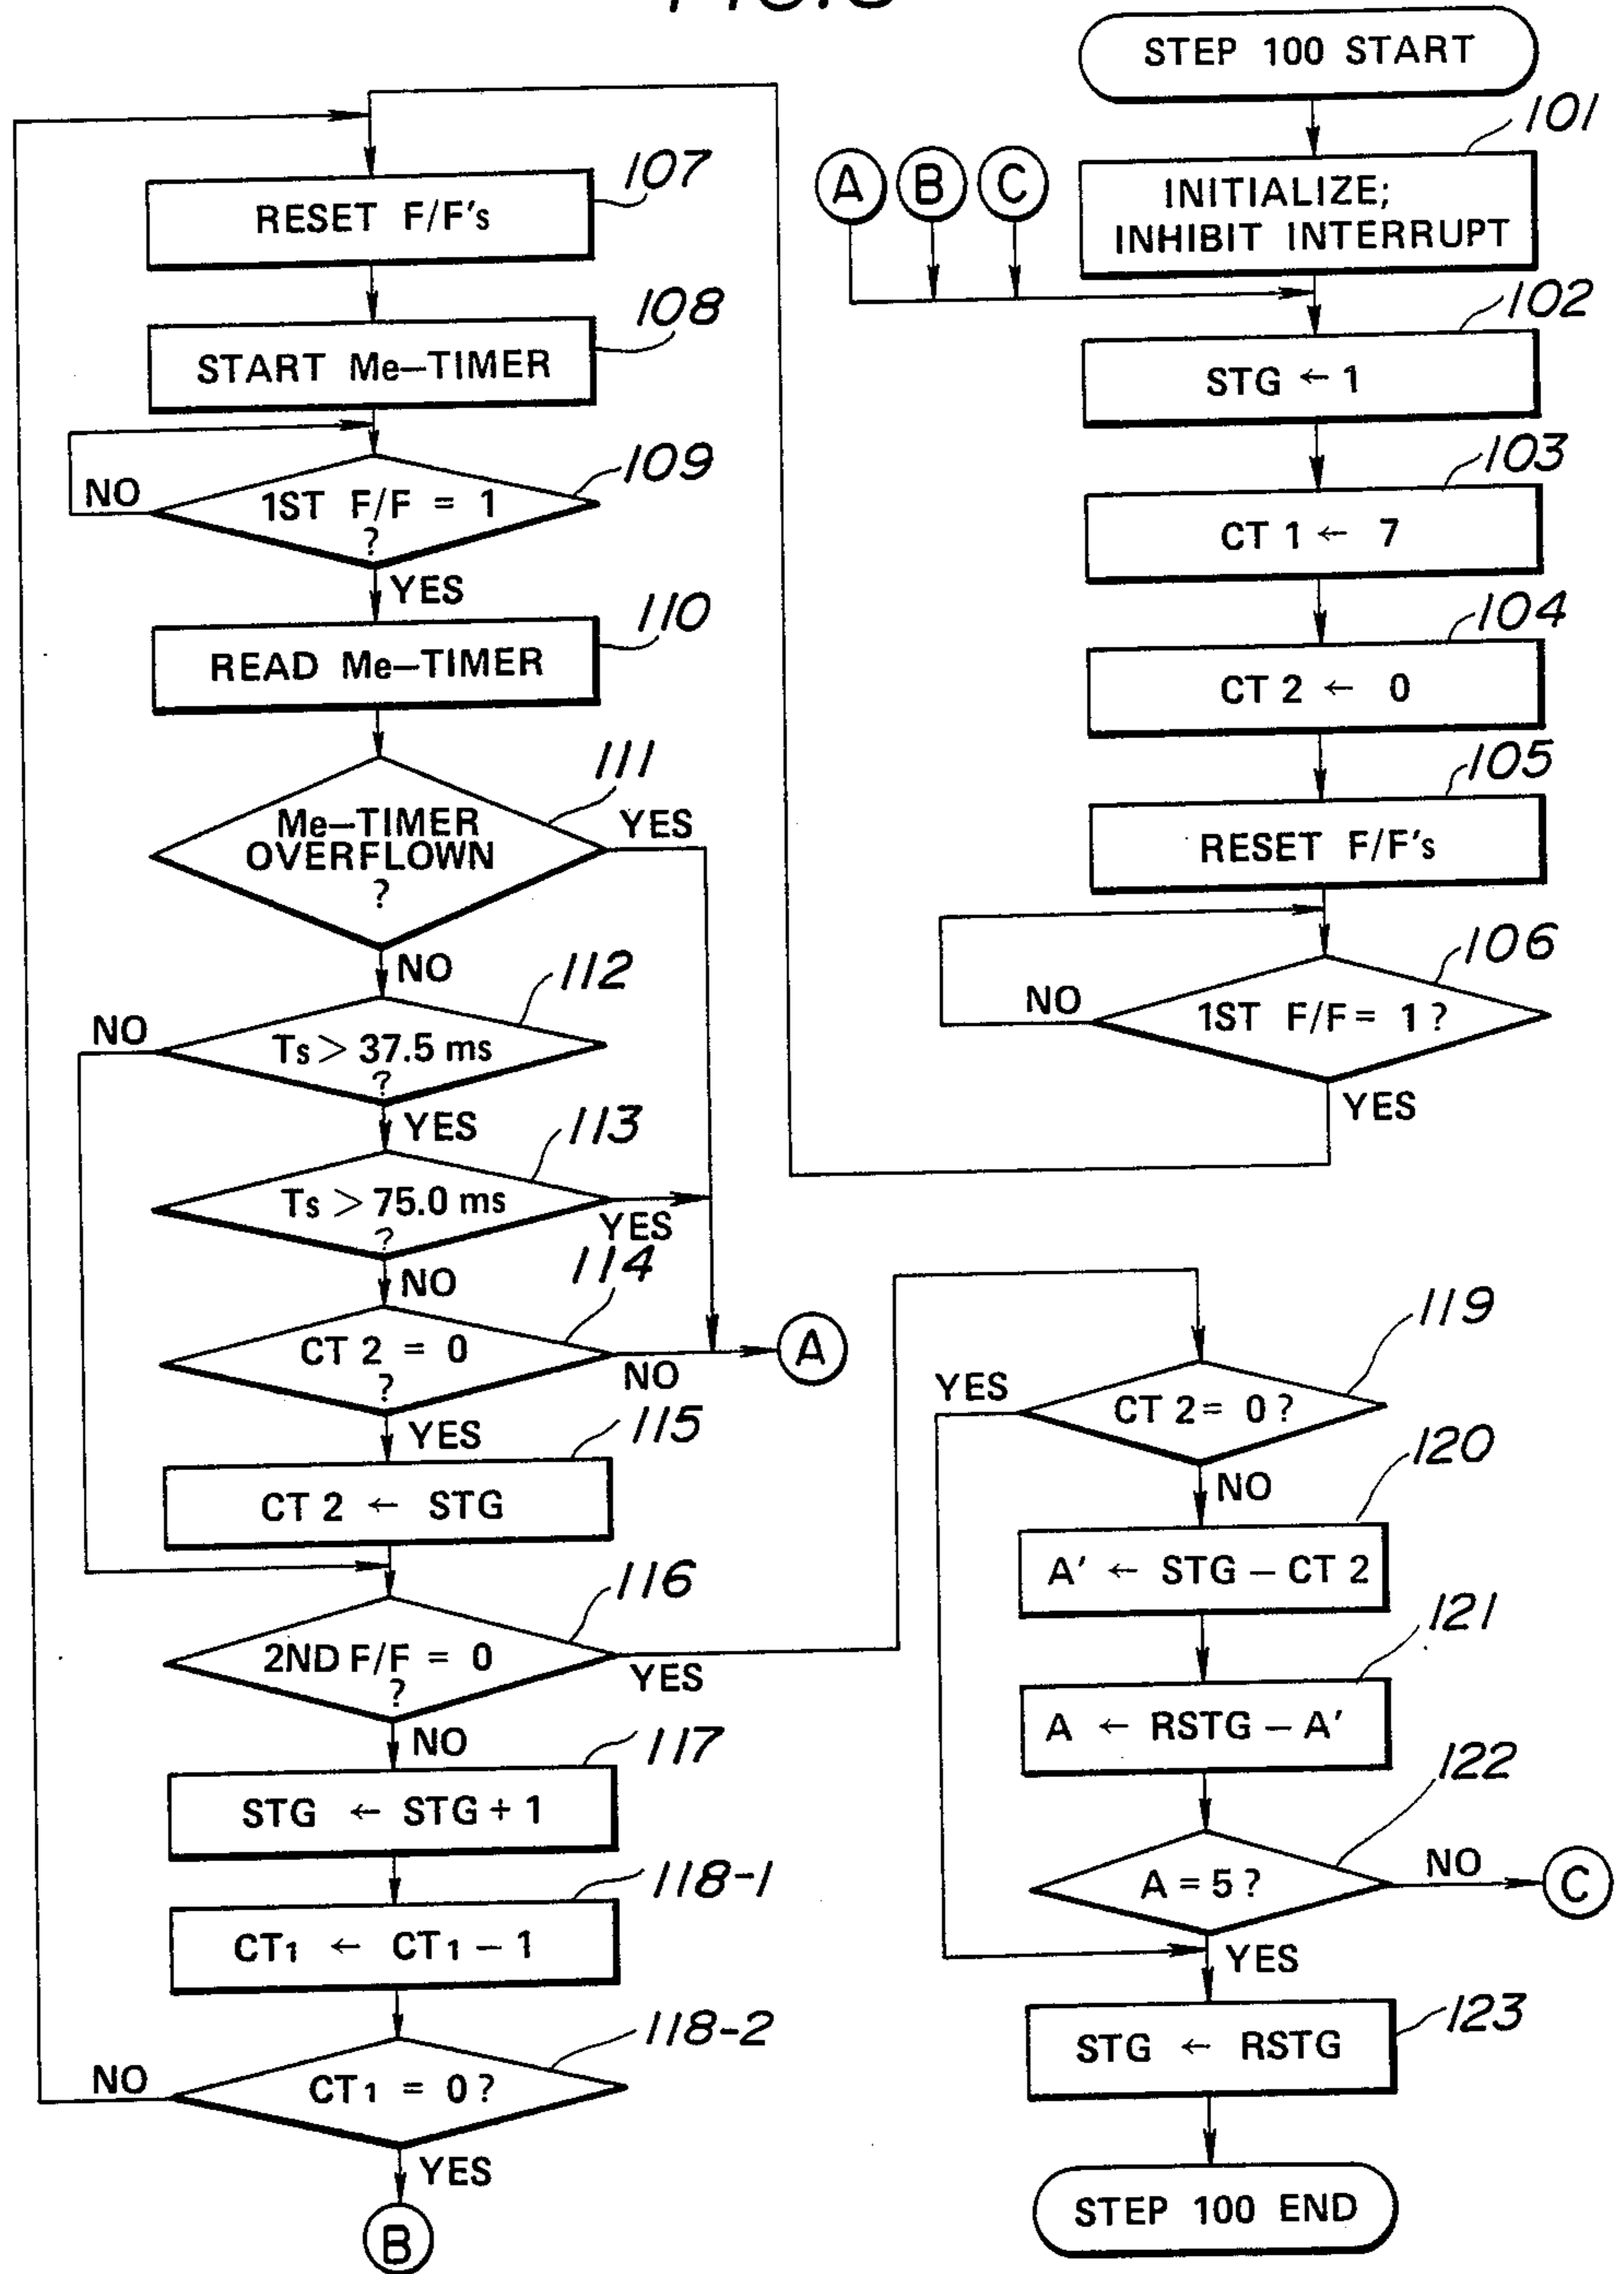 STEP 100 START
101
INITIALIZE;
INHIBIT INTERRUPT
A B C
102
STG ← 1
103
CT 1 ← 7
104
CT 2 ← 0
105
RESET F/F's
106
1ST F/F = 1 ?
NO
YES
107
RESET F/F's
108
START Me-TIMER
109
1ST F/F = 1
?
NO
YES
110
READ Me-TIMER
111
Me-TIMER
OVERFLOWN
?
YES
NO
112
Ts > 37.5 ms
?
NO
YES
113
Ts > 75.0 ms
?
YES
NO
114
CT 2 = 0
?
NO
A
YES
115
CT 2 ← STG
116
2ND F/F = 0
?
YES
NO
117
STG ← STG + 1
118-1
CT1 ← CT1 – 1
118-2
CT1 = 0 ?
NO
YES
B
119
CT 2 = 0 ?
YES
NO
120
A' ← STG – CT 2
121
A ← RSTG – A'
122
A = 5 ?
NO
C
YES
123
STG ← RSTG
STEP 100 END